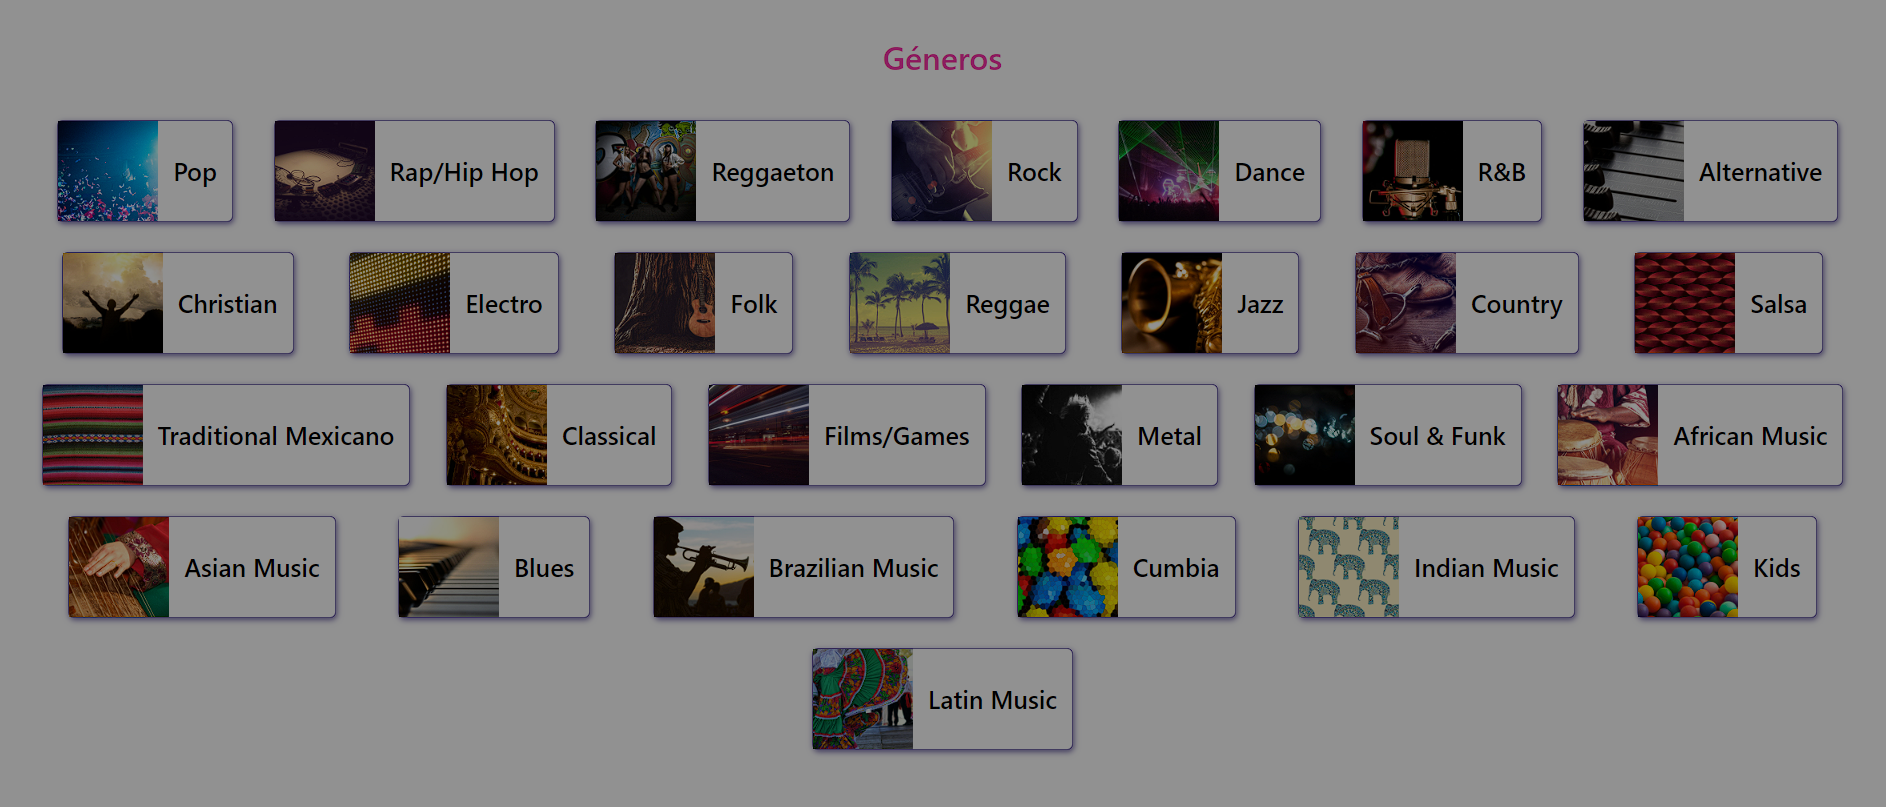 Géneros
Pop
Rap/Hip Hop
Reggaeton
Rock
Dance
R&B
Alternative
Christian
Electro
Folk
Reggae
Jazz
Country
Salsa
Traditional Mexicano
Classical
Films/Games
Metal
Soul & Funk
African Music
Asian Music
Blues
Brazilian Music
Cumbia
Indian Music
Kids
Latin Music